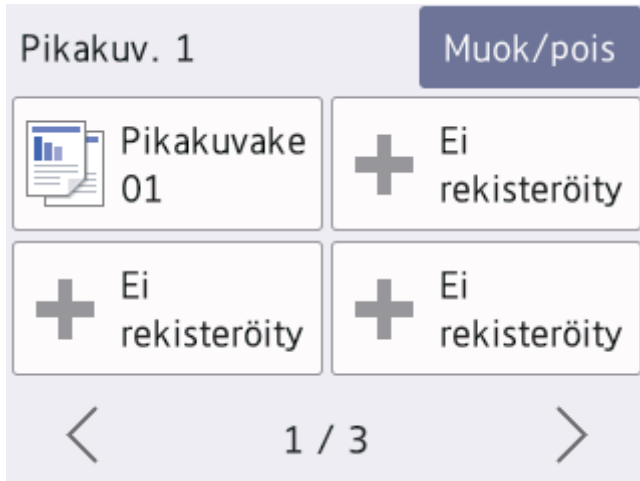 Pikakuv. 1
Muok/pois
Pikakuvake
01
Ei
rekisteröity
Ei
rekisteröity
Ei
rekisteröity
1 / 3